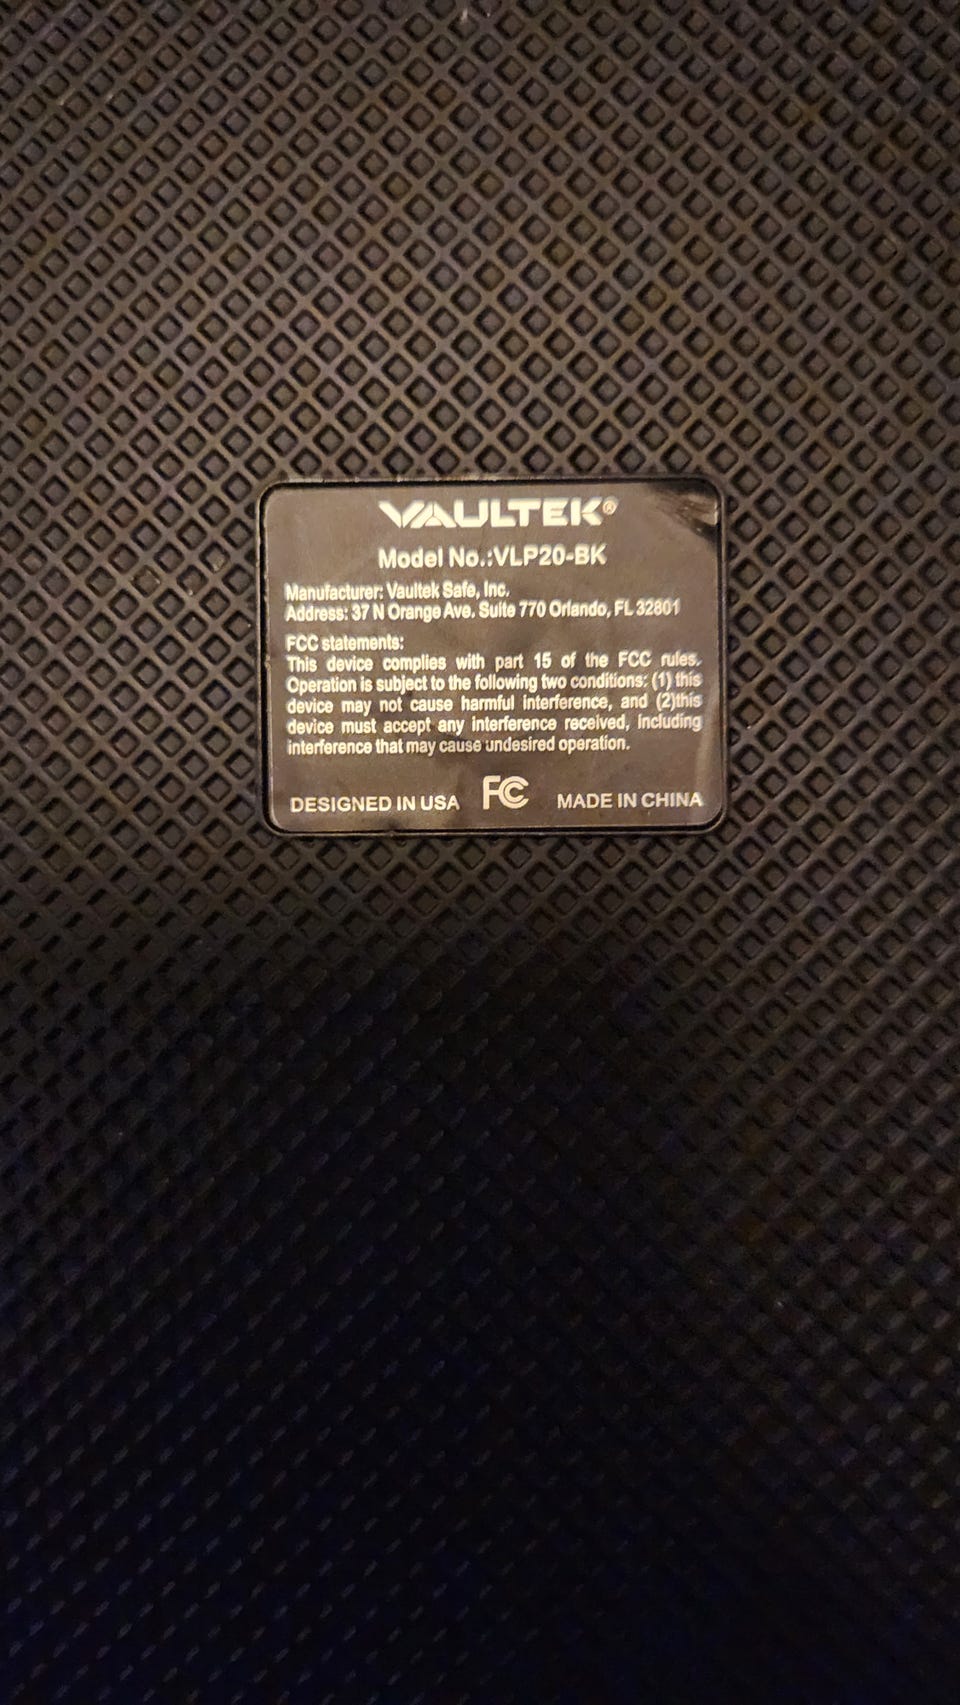 VAULTEK®
Model No.:VLP20-BK
Manufacturer: Vaultek Safe, Inc.
Address: 37 N Orange Ave. Suite 770 Orlando, FL 32801
FCC statements:
This device complies with part 15 of the FCC rules.
Operation is subject to the following two conditions: (1) this
device may not cause harmful interference, and (2)this
device must accept any interference received, including
interference that may cause undesired operation.
DESIGNED IN USA FC MADE IN CHINA